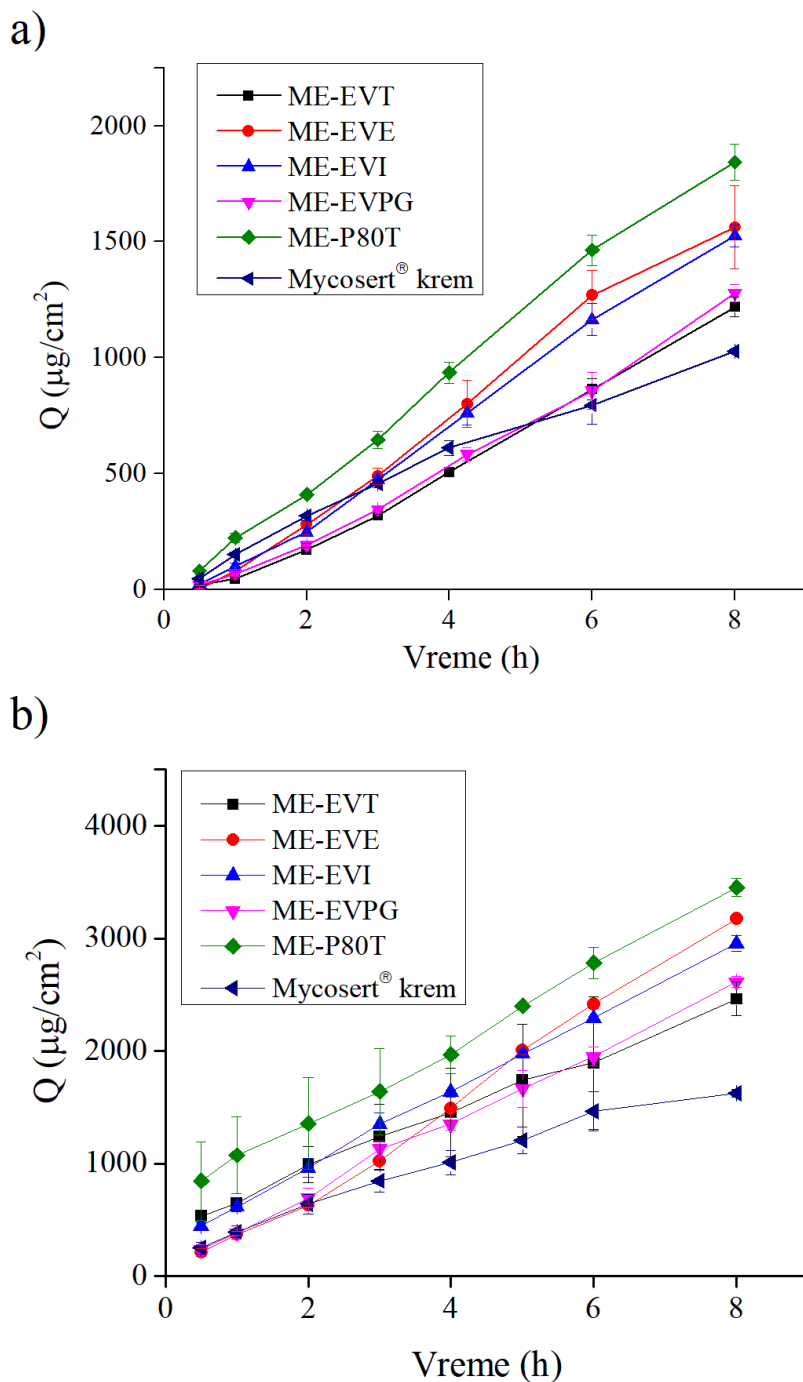 a)
ME-EVT
ME-EVE
ME-EVI
ME-EVPG
ME-P80T
Mycosert® krem
2000
1500
1000
500
0
Q (µg/cm²)
0 2 4 6 8
Vreme (h)
b)
ME-EVT
ME-EVE
ME-EVI
ME-EVPG
ME-P80T
Mycosert® krem
4000
3000
2000
1000
0
Q (µg/cm²)
0 2 4 6 8
Vreme (h)